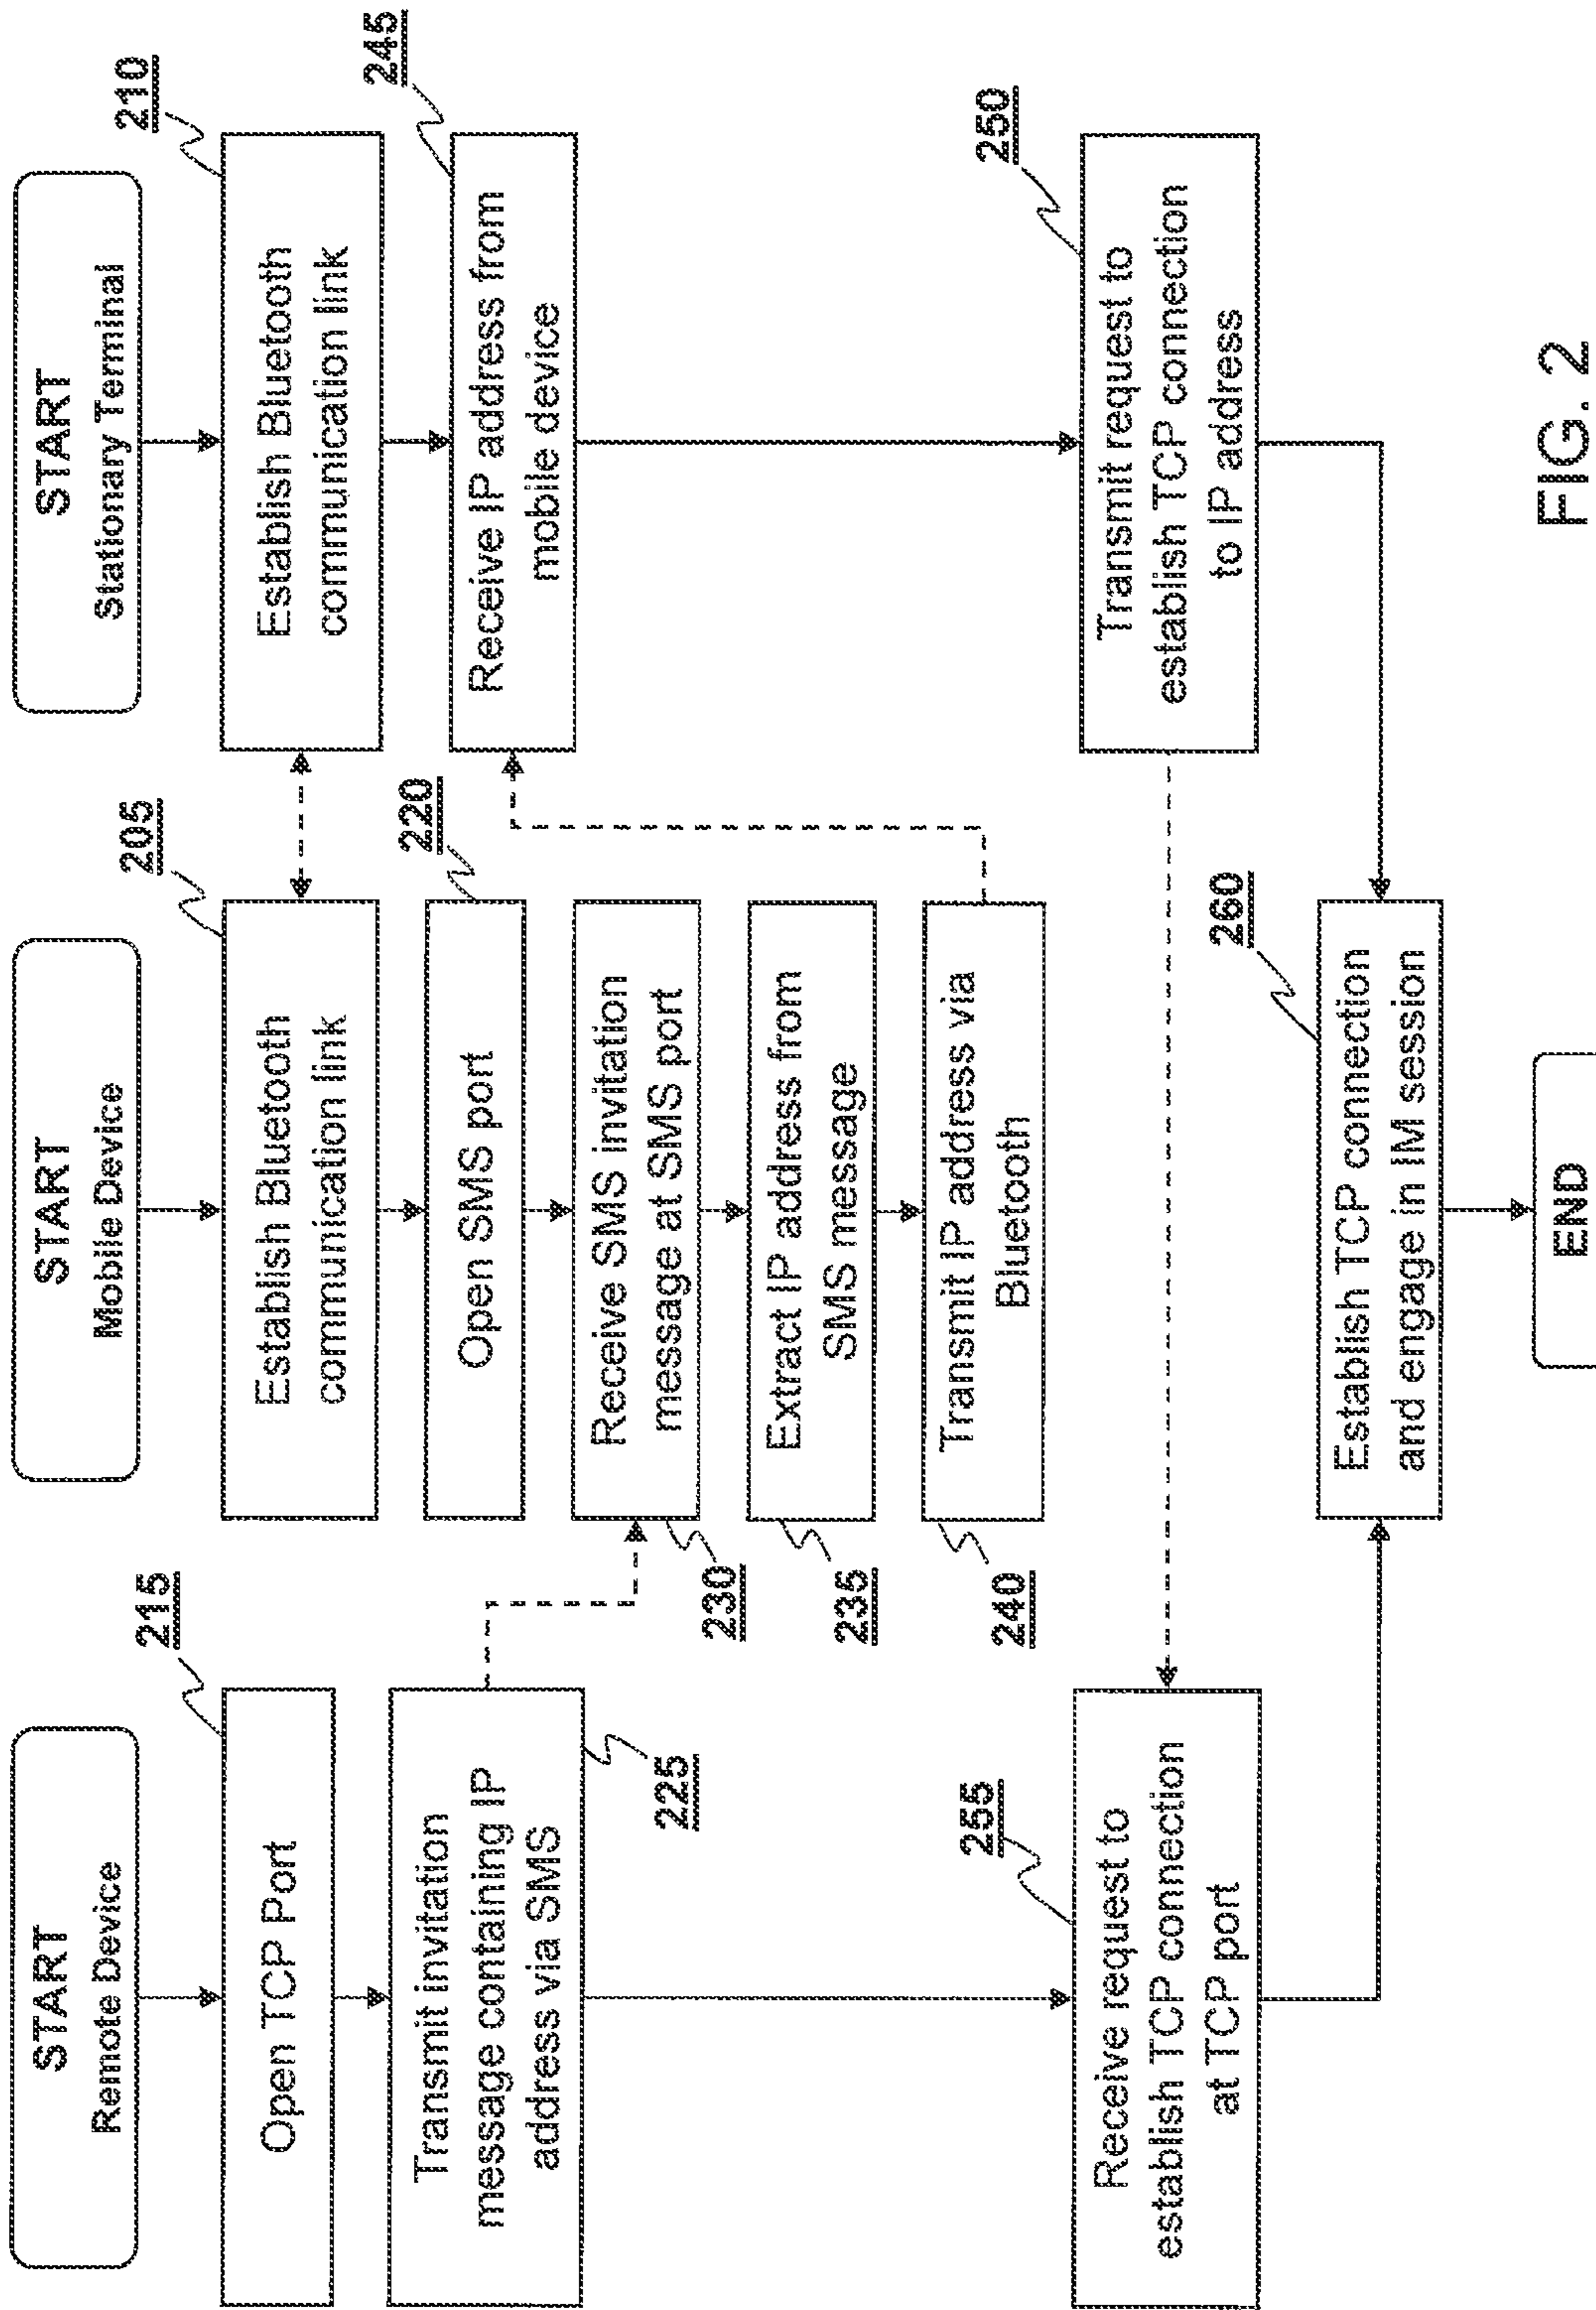 START
Remote Device
215
Open TCP Port
Transmit invitation
message containing IP
address via SMS
225
255
Receive request to
establish TCP connection
at TCP port
START
Mobile Device
205
Establish Bluetooth
communication link
220
Open SMS port
Receive SMS invitation
message at SMS port
230
Extract IP address from
SMS message
235
Transmit IP address via
Bluetooth
240
260
Establish TCP connection
and engage in IM session
END
START
Stationary Terminal
210
Establish Bluetooth
communication link
245
Receive IP address from
mobile device
250
Transmit request to
establish TCP connection
to IP address
FIG. 2